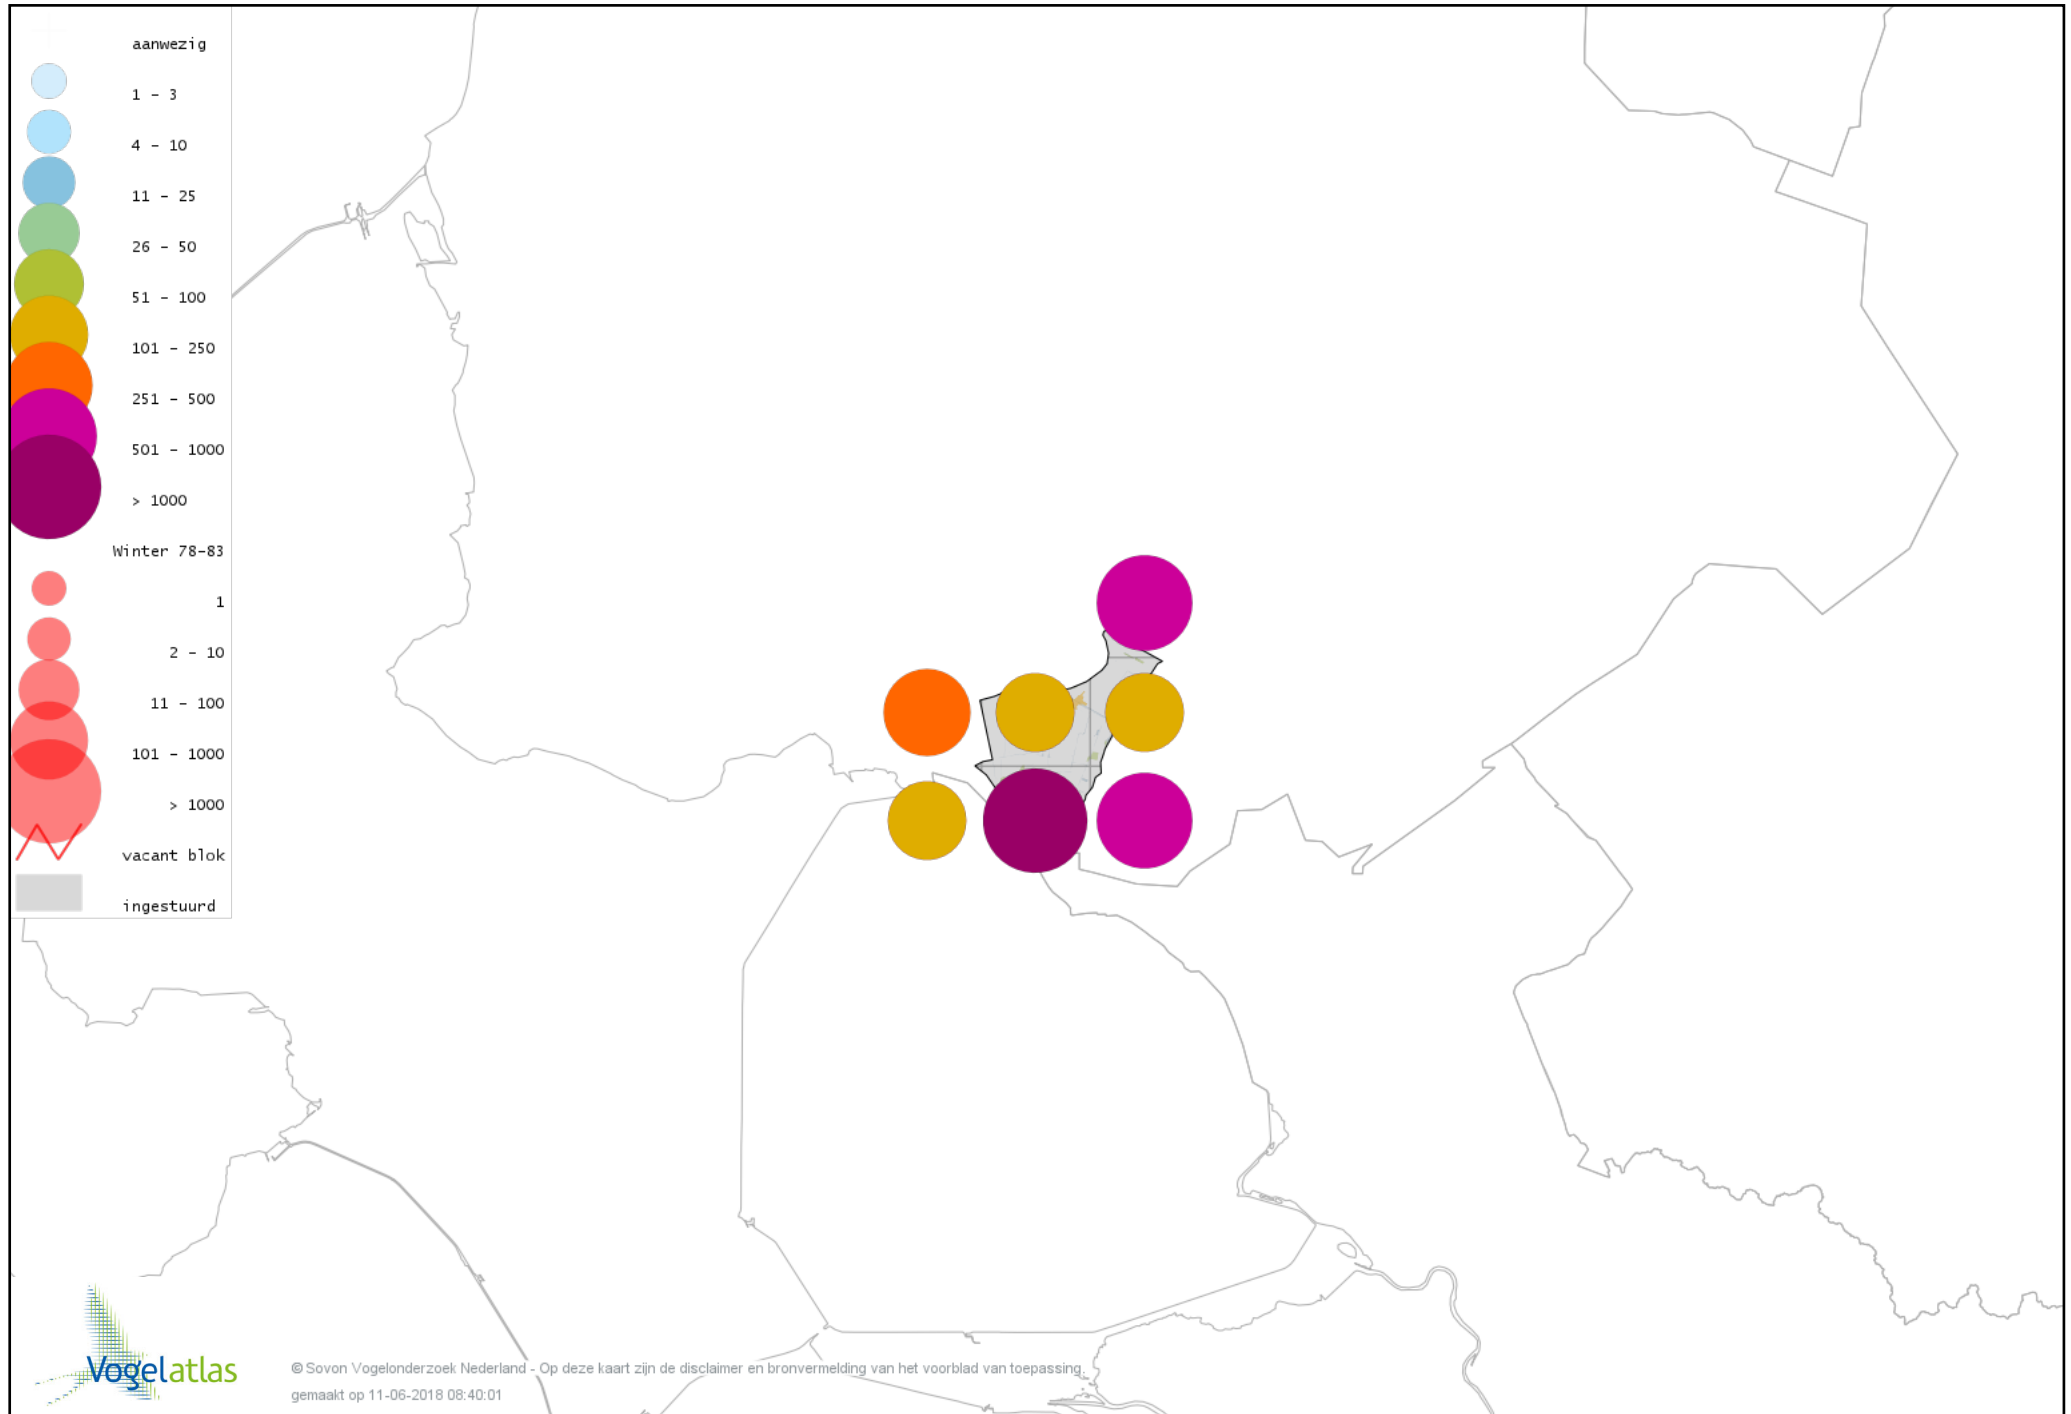 aanwezig
1 - 3
4 - 10
11 - 25
26 - 50
51 - 100
101 - 250
251 - 500
501 - 1000
> 1000
Winter 78-83
1
2 - 10
11 - 100
101 - 1000
> 1000
vacant blok
ingestuurd
Vogelatlas
© Sovon Vogelonderzoek Nederland - Op deze kaart zijn de disclaimer en bronvermelding van het voorblad van toepassing.
gemaakt op 11-06-2018 08:40:01